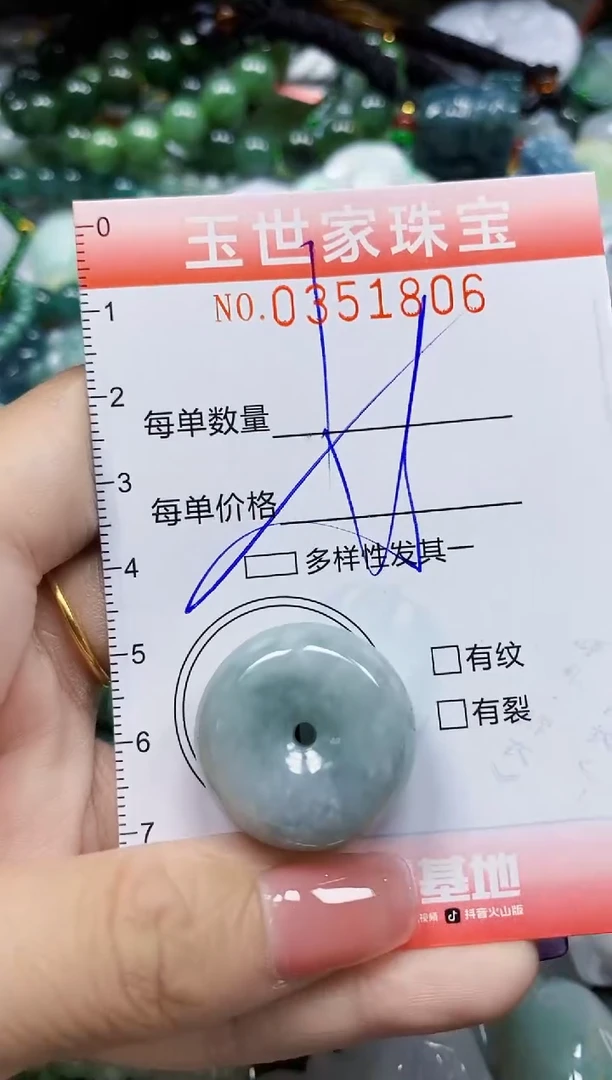 玉世家珠宝
NO.0351806
0
1
2
3
4
5
6
7
每单数量
每单价格
多样性发其一
有纹
有裂
基地
视频 抖音火山版